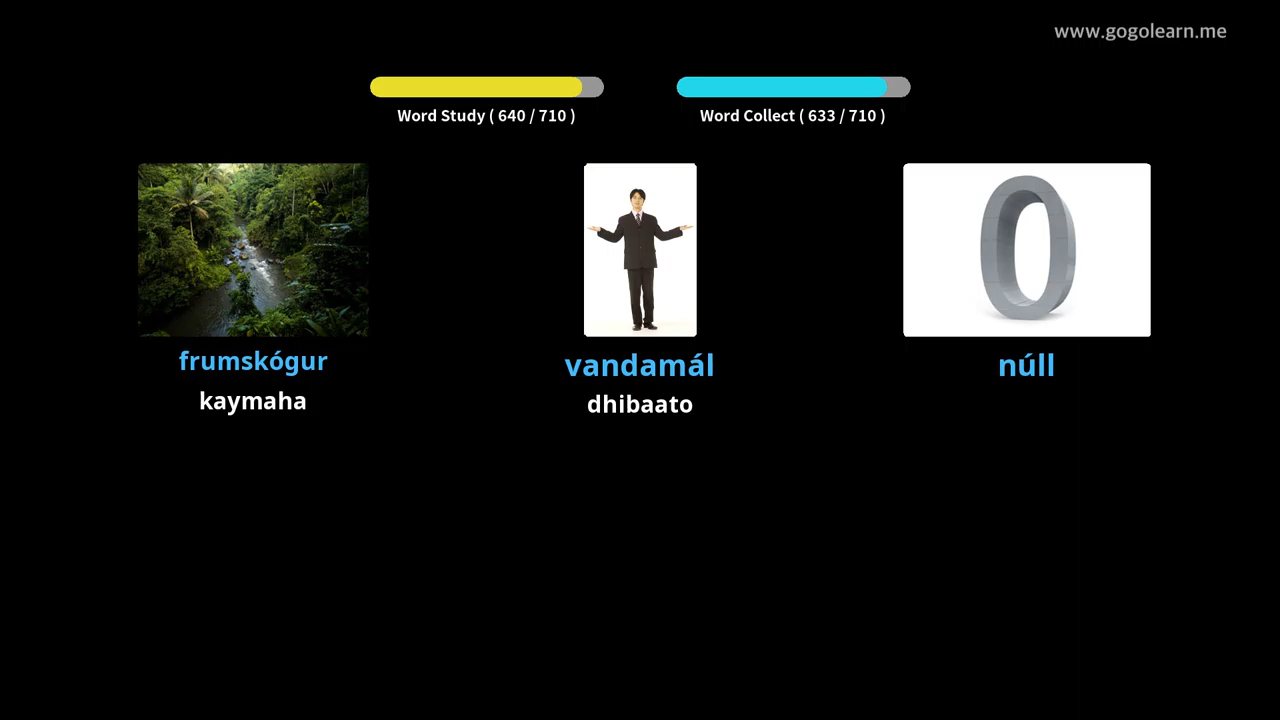 www.gogolearn.me
Word Study ( 640 / 710 )
Word Collect ( 633 / 710 )
frumskógur
kaymaha
vandamál
dhibaato
núll